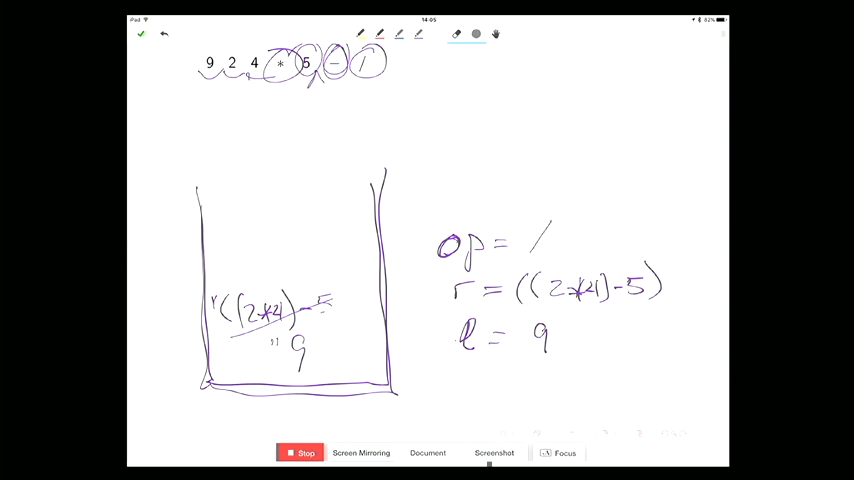 iPad
14:05
82%
9 2 4 * 5 - /
op = /
r = ((2*4)-5)
"((2*4)-5
l = 9
" 9
Stop Screen Mirroring Document Screenshot Focus